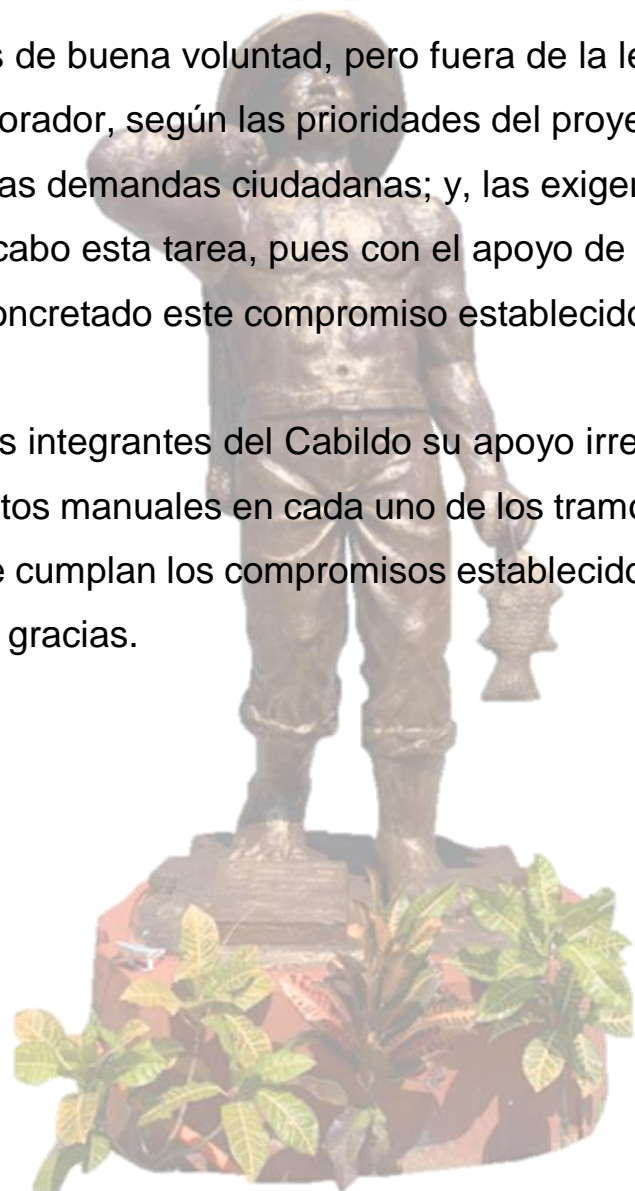 s de buena voluntad, pero fuera de la le
orador, según las prioridades del proye
as demandas ciudadanas; y, las exiger
cabo esta tarea, pues con el apoyo de
oncretado este compromiso establecido
s integrantes del Cabildo su apoyo irre
tos manuales en cada uno de los tramo
e cumplan los compromisos establecido
gracias.